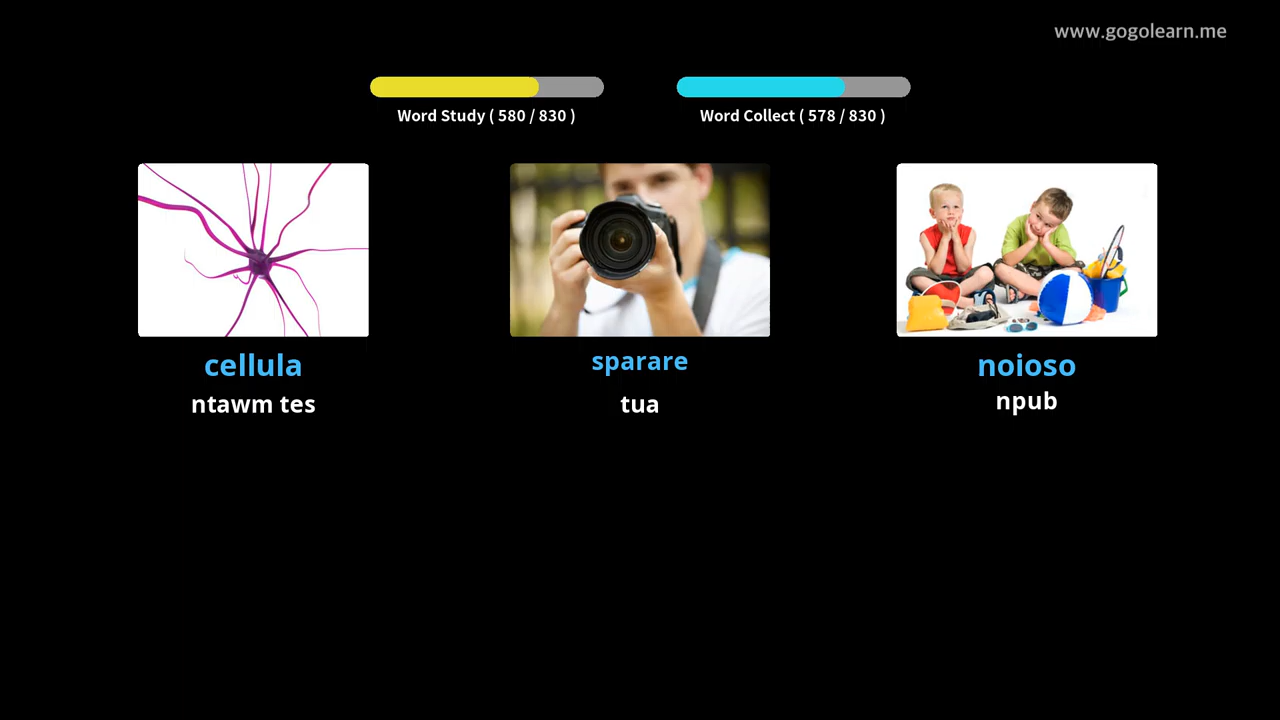 www.gogolearn.me
Word Study ( 580 / 830 )
Word Collect ( 578 / 830 )
cellula
sparare
noioso
ntawm tes
tua
npub